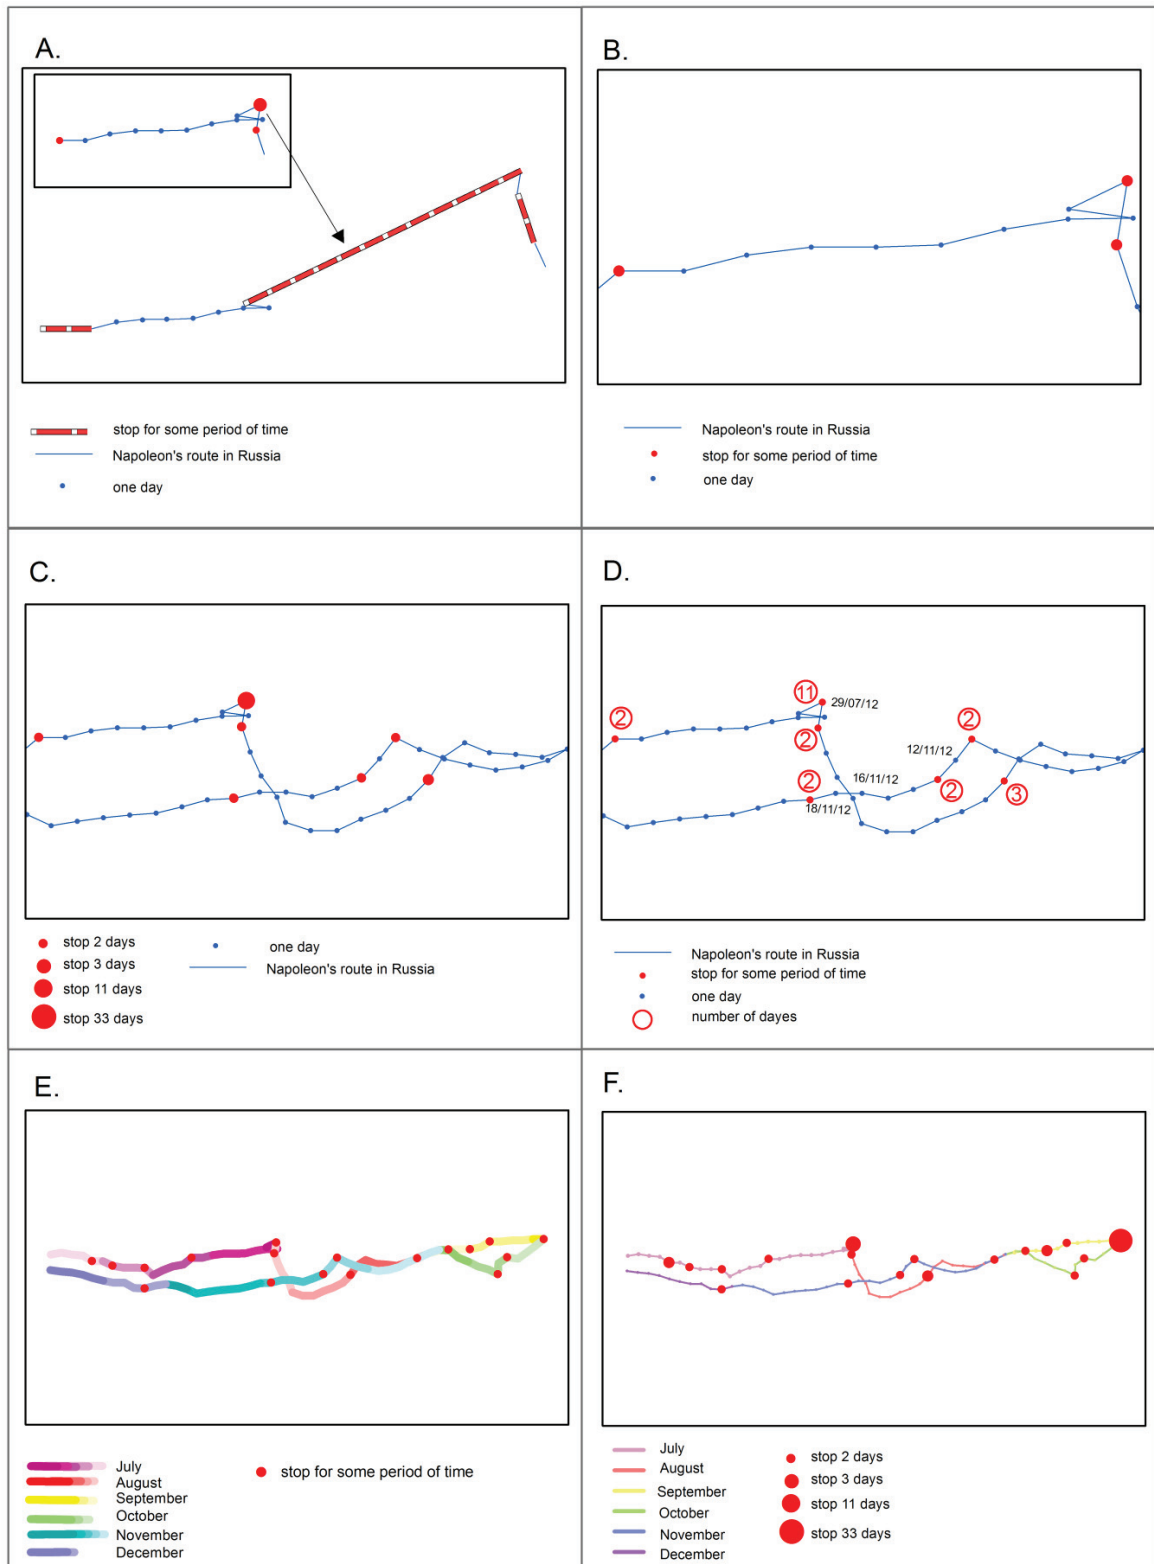 A.
stop for some period of time
Napoleon's route in Russia
one day
B.
Napoleon's route in Russia
stop for some period of time
one day
C.
stop 2 days
stop 3 days
stop 11 days
stop 33 days
one day
Napoleon's route in Russia
D.
11
29/07/12
2
2
2
12/11/12
16/11/12
2
2
3
18/11/12
Napoleon's route in Russia
stop for some period of time
one day
number of dayes
E.
July
August
September
October
November
December
stop for some period of time
F.
July
August
September
October
November
December
stop 2 days
stop 3 days
stop 11 days
stop 33 days